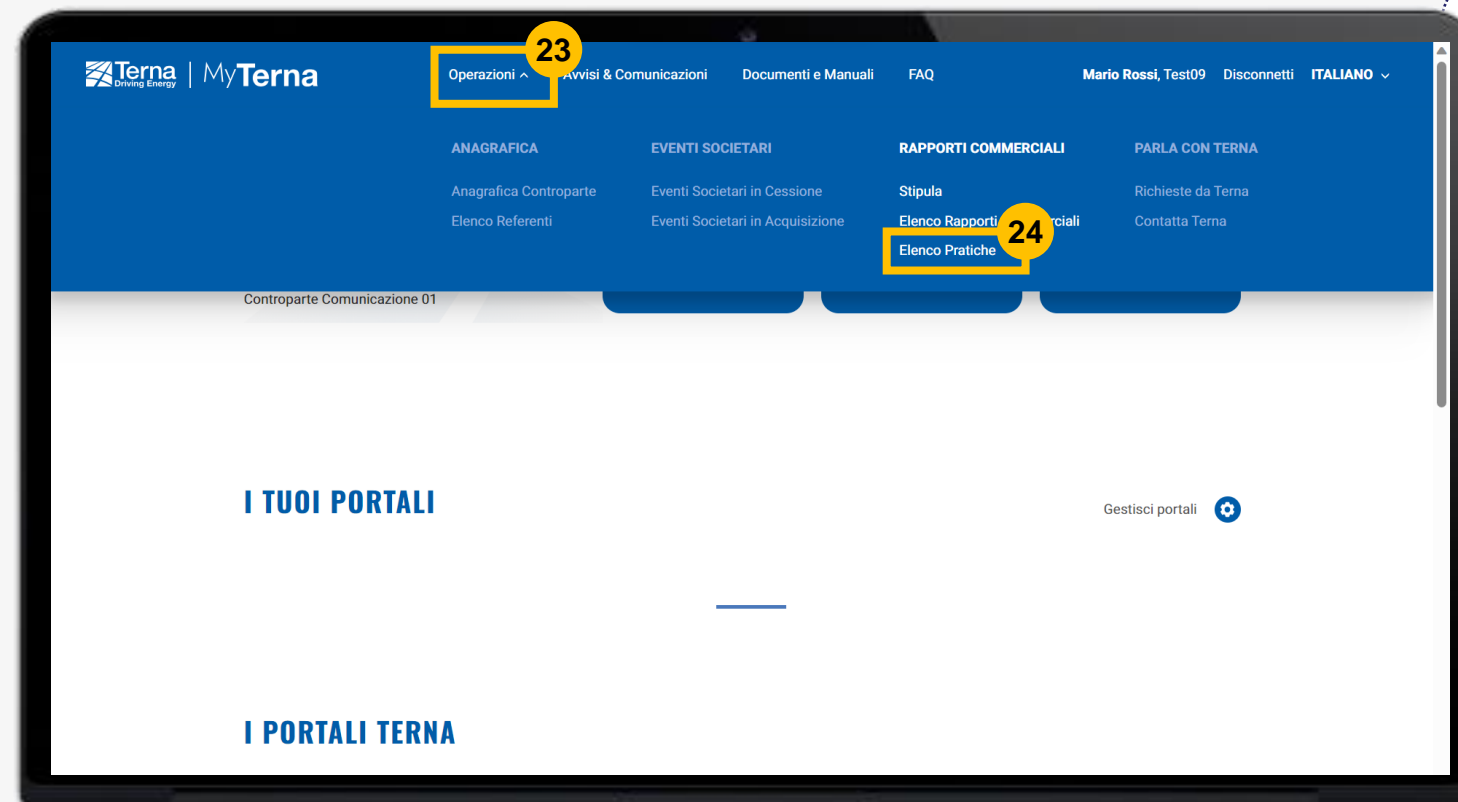 23
Terna
Driving Energy
MyTerna
Operazioni
Avvisi & Comunicazioni
Documenti e Manuali
FAQ
Mario Rossi, Test09
Disconnetti
ITALIANO
ANAGRAFICA
Anagrafica Controparte
Elenco Referenti
EVENTI SOCIETARI
Eventi Societari in Cessione
Eventi Societari in Acquisizione
RAPPORTI COMMERCIALI
Stipula
Elenco Rapporti
rciali
24
Elenco Pratiche
PARLA CON TERNA
Richieste da Terna
Contatta Terna
Controparte Comunicazione 01
I TUOI PORTALI
Gestisci portali
I PORTALI TERNA